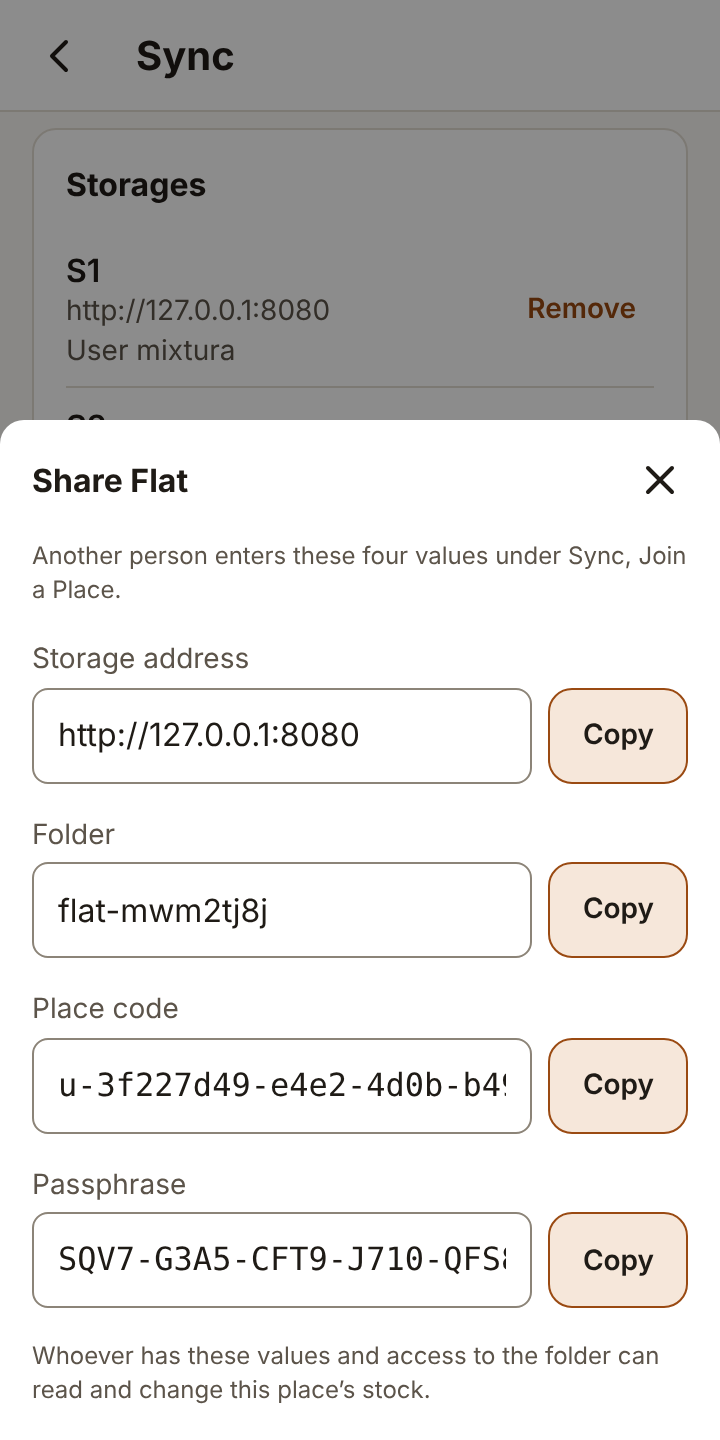 Sync
Storages
S1
http://127.0.0.1:8080
Remove
User mixtura
Share Flat
Another person enters these four values under Sync, Join
a Place.
Storage address
http://127.0.0.1:8080
Copy
Folder
flat-mwm2tj8j
Copy
Place code
u-3f227d49-e4e2-4d0b-b49
Copy
Passphrase
SQV7-G3A5-CFT9-J710-QFS8
Copy
Whoever has these values and access to the folder can
read and change this place’s stock.